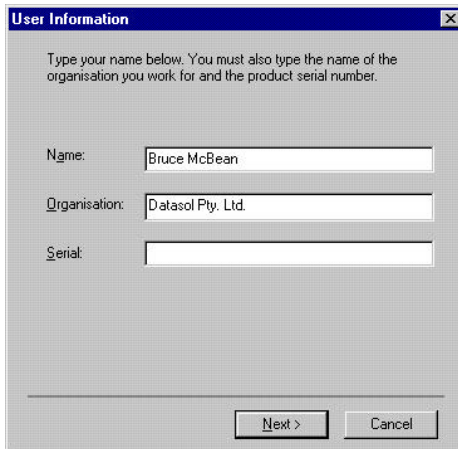 User Information
Type your name below. You must also type the name of the
organisation you work for and the product serial number.
Name: Bruce McBean
Organisation: Datasol Pty. Ltd.
Serial:
Next > Cancel